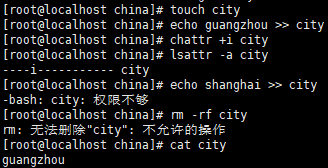 [root@localhost china]# touch city
[root@localhost china]# echo guangzhou >> city
[root@localhost china]# chattr +i city
[root@localhost china]# lsattr -a city
----i----------- city
[root@localhost china]# echo shanghai >> city
-bash: city: 权限不够
[root@localhost china]# rm -rf city
rm: 无法删除"city": 不允许的操作
[root@localhost china]# cat city
guangzhou